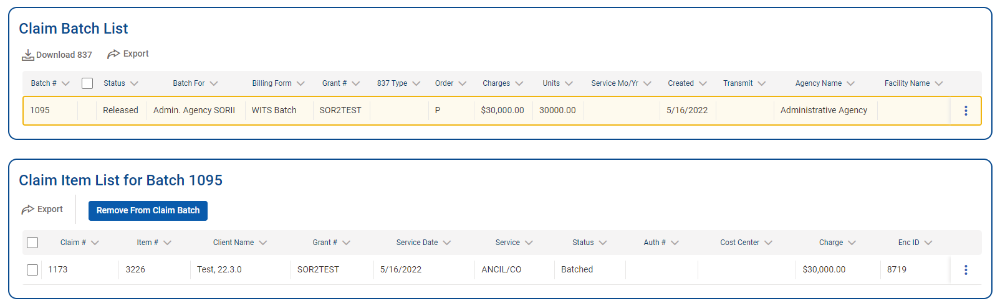 Claim Batch List
Download 837 Export
Batch # Status Batch For Billing Form Grant # 837 Type Order Charges Units Service Mo/Yr Created Transmit Agency Name Facility Name
1095 Released Admin. Agency SORII WITS Batch SOR2TEST P $30,000.00 30000.00 5/16/2022 Administrative Agency
Claim Item List for Batch 1095
Export Remove From Claim Batch
Claim # Item # Client Name Grant # Service Date Service Status Auth # Cost Center Charge Enc ID
1173 3226 Test, 22.3.0 SOR2TEST 5/16/2022 ANCIL/CO Batched $30,000.00 8719